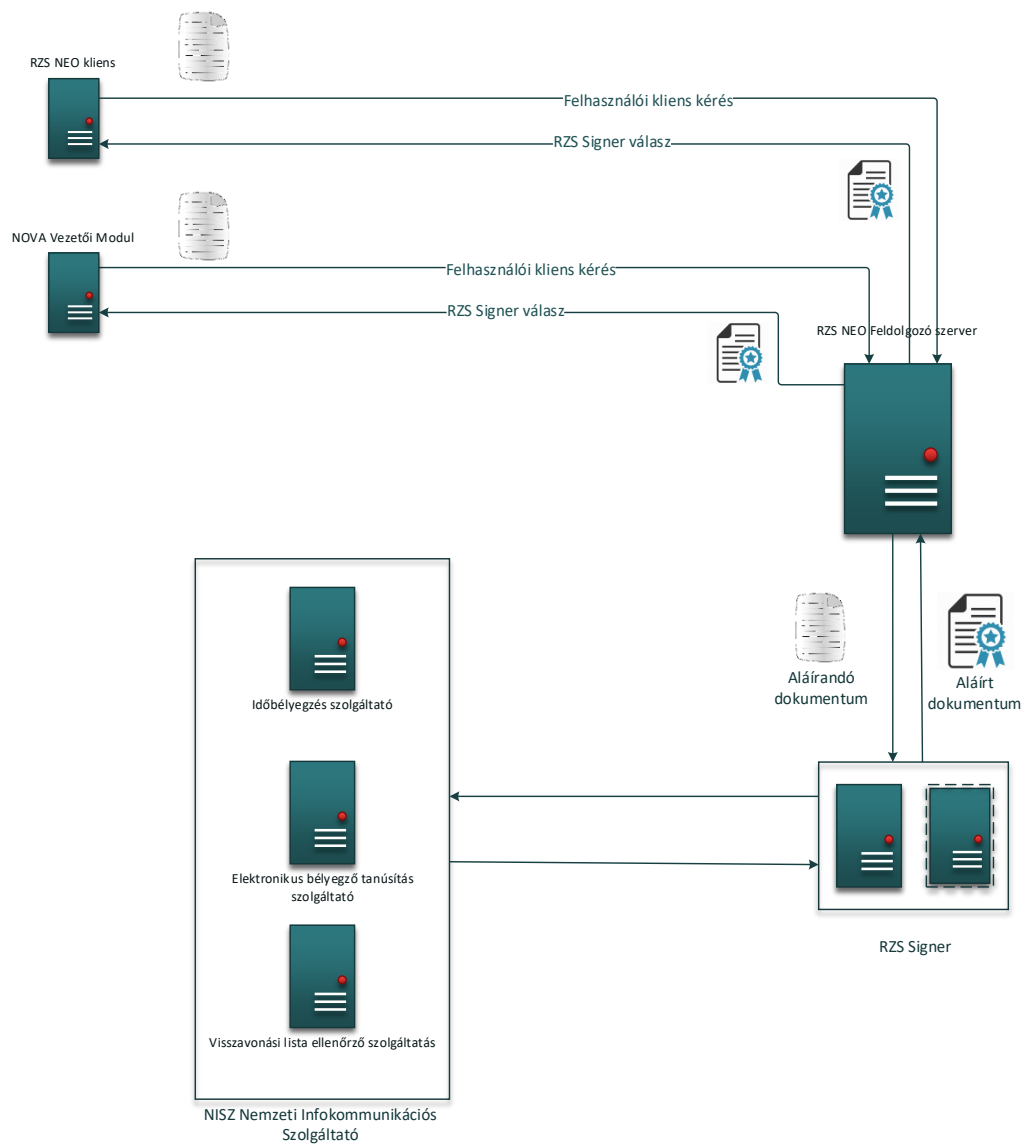 RZS NEO kliens
Felhasználói kliens kérés
RZS Signer válasz
NOVA Vezetői Modul
Felhasználói kliens kérés
RZS Signer válasz
RZS NEO Feldolgozó szerver
Aláírandó
dokumentum
Aláírt
dokumentum
Időbélyegzés szolgáltató
Elektronikus bélyegző tanúsítás
szolgáltató
Visszavonási lista ellenőrző szolgáltatás
RZS Signer
NISZ Nemzeti Infokommunikációs
Szolgáltató